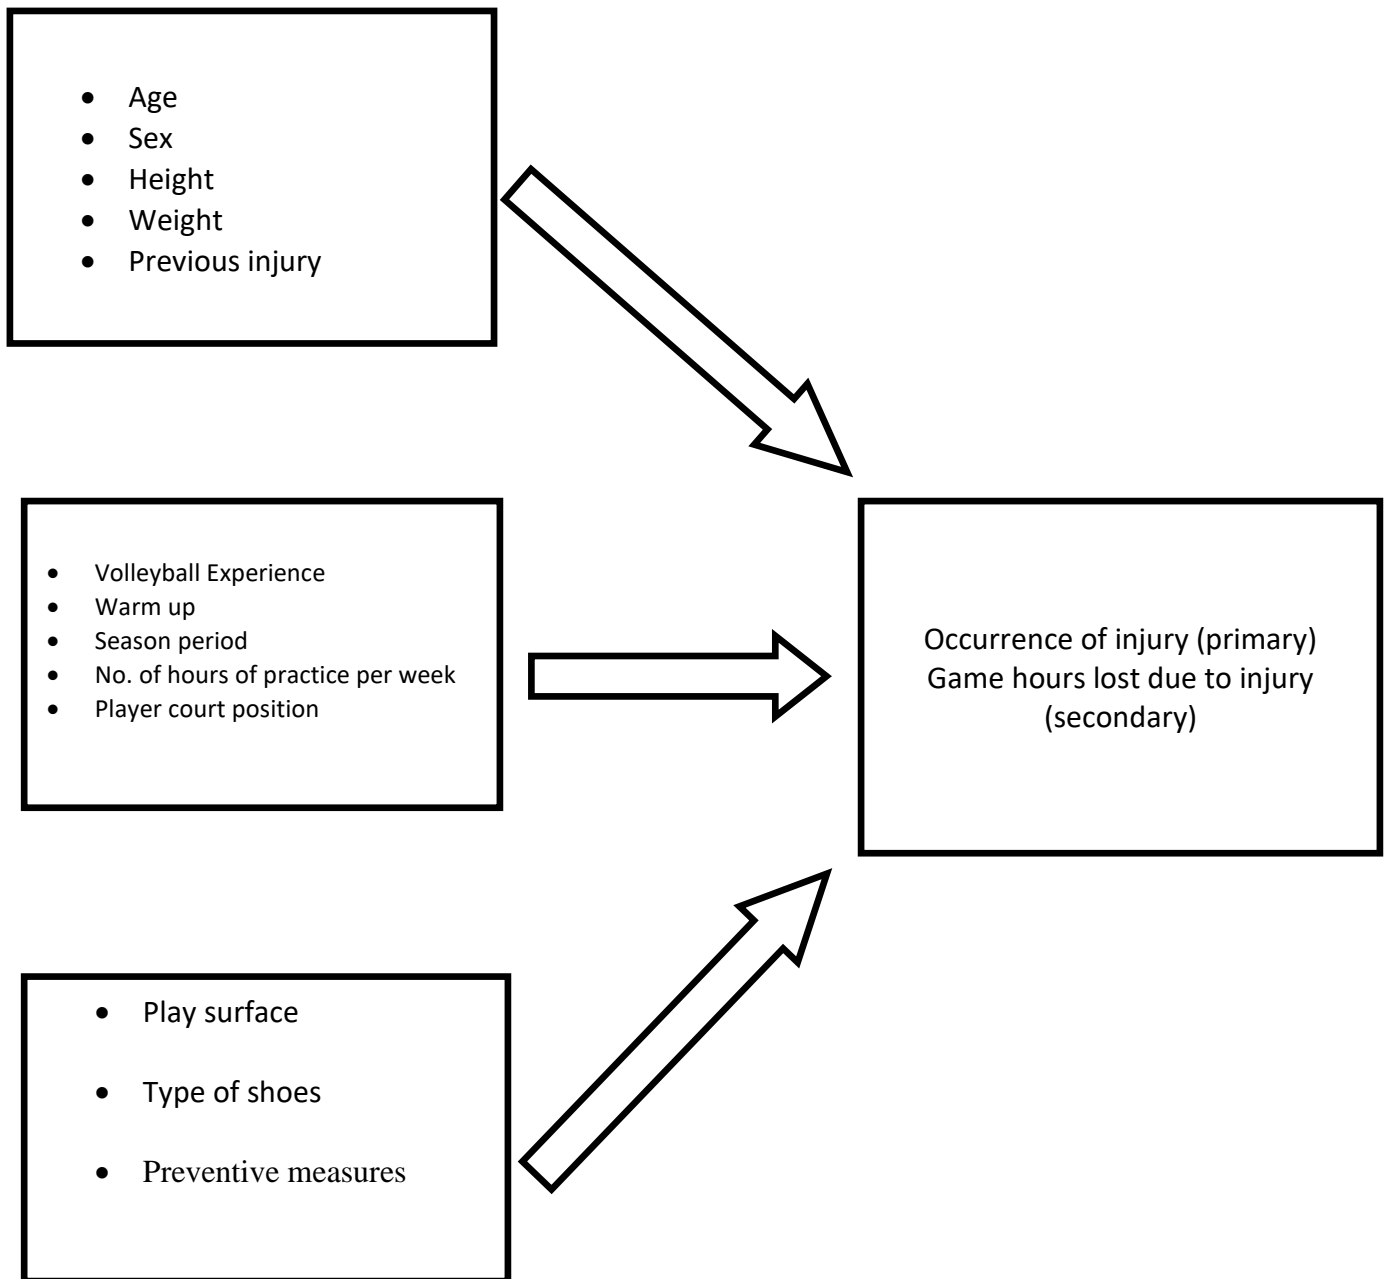 • Age
• Sex
• Height
• Weight
• Previous injury
• Volleyball Experience
• Warm up
• Season period
• No. of hours of practice per week
• Player court position
Occurrence of injury (primary)
Game hours lost due to injury
(secondary)
• Play surface
• Type of shoes
• Preventive measures